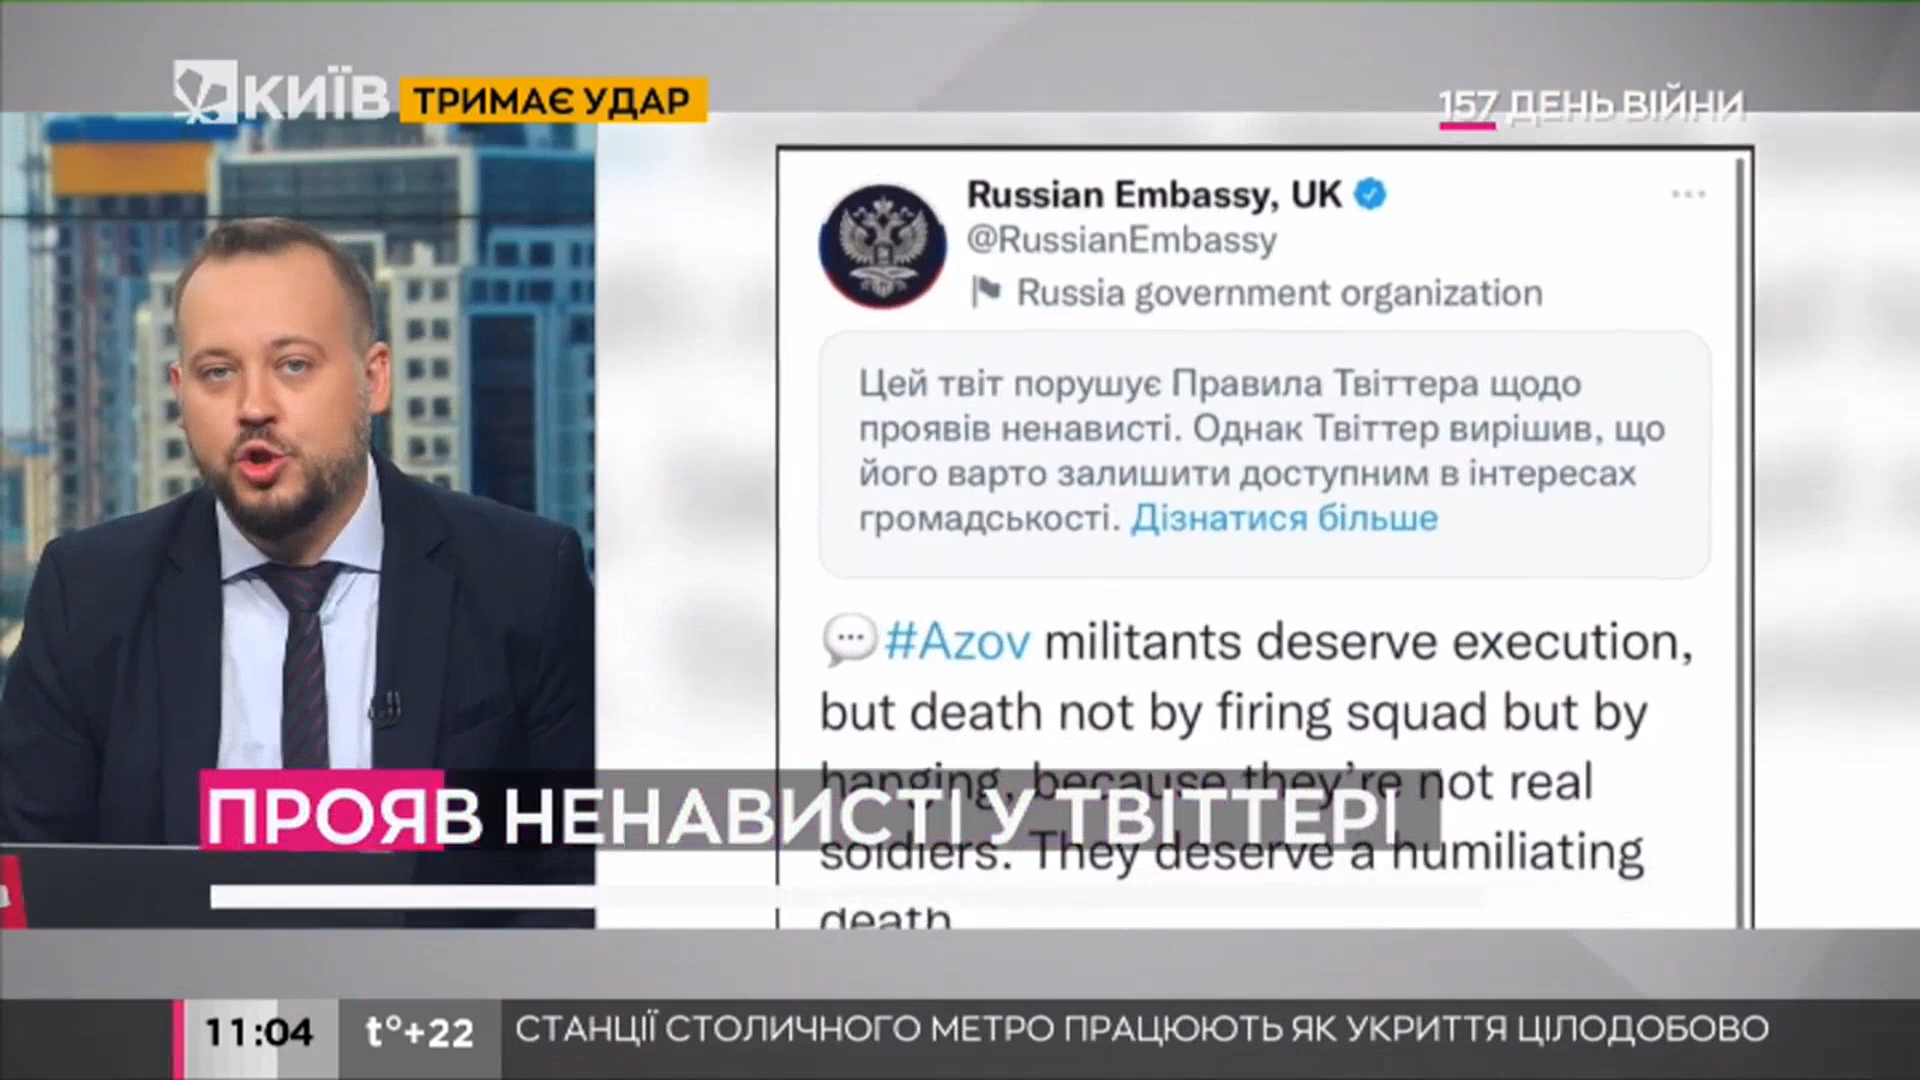 КИЇВ ТРИМАЄ УДАР
157 ДЕНЬ ВІЙНИ
Russian Embassy, UK
@RussianEmbassy
Russia government organization
Цей твіт порушує Правила Твіттера щодо
проявів ненависті. Однак Твіттер вирішив, що
його варто залишити доступним в інтересах
громадськості. Дізнатися більше
#Azov militants deserve execution,
but death not by firing squad but by
hanging, because they're not real
soldiers. They deserve a humiliating
death
ПРОЯВ НЕНАВИСТІ У ТВІТТЕРІ
11:04 t°+22 СТАНЦІЇ СТОЛИЧНОГО МЕТРО ПРАЦЮЮТЬ ЯК УКРИТТЯ ЦІЛОДОБОВО